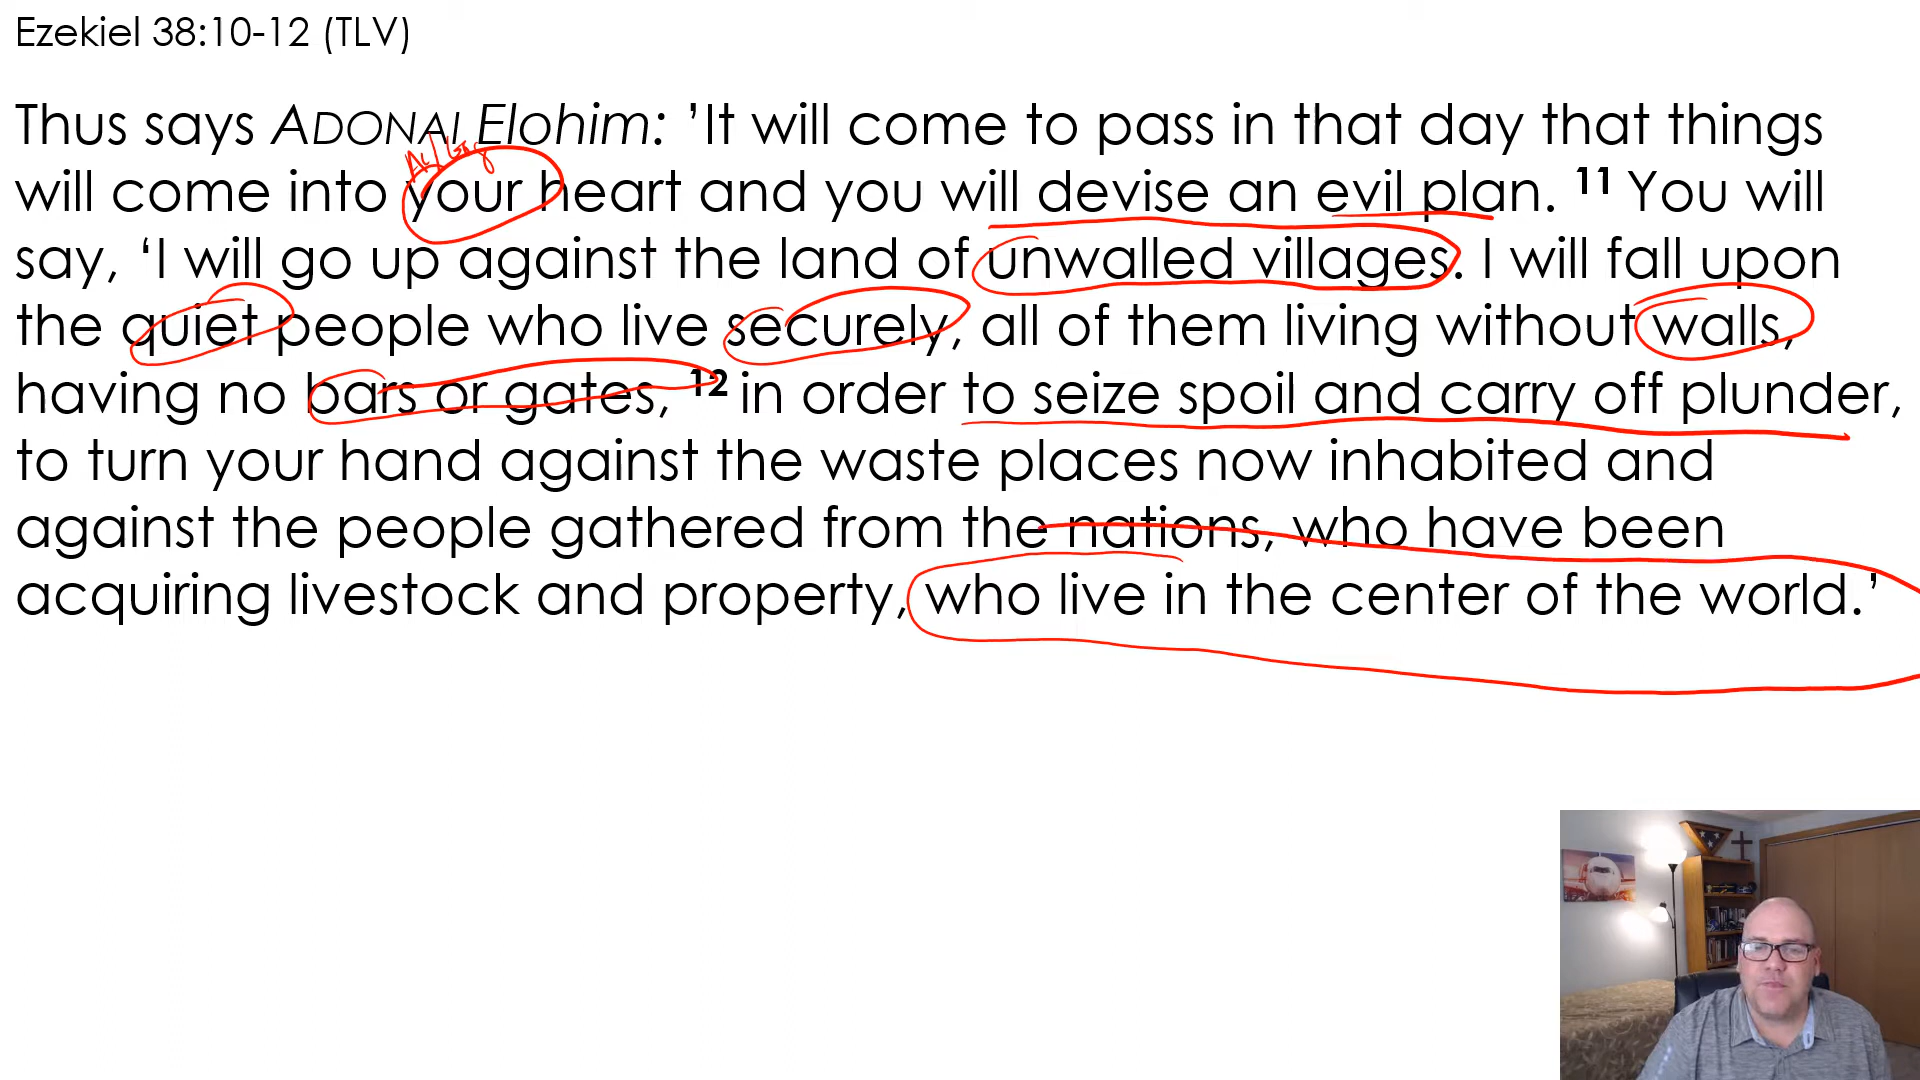 Ezekiel 38:10-12 (TLV)
Thus says ADONAI Elohim: ’It will come to pass in that day that things
will come into your heart and you will devise an evil plan. 11 You will
say, ‘I will go up against the land of unwalled villages. I will fall upon
the quiet people who live securely, all of them living without walls,
having no bars or gates, 12 in order to seize spoil and carry off plunder,
to turn your hand against the waste places now inhabited and
against the people gathered from the nations, who have been
acquiring livestock and property, who live in the center of the world.’